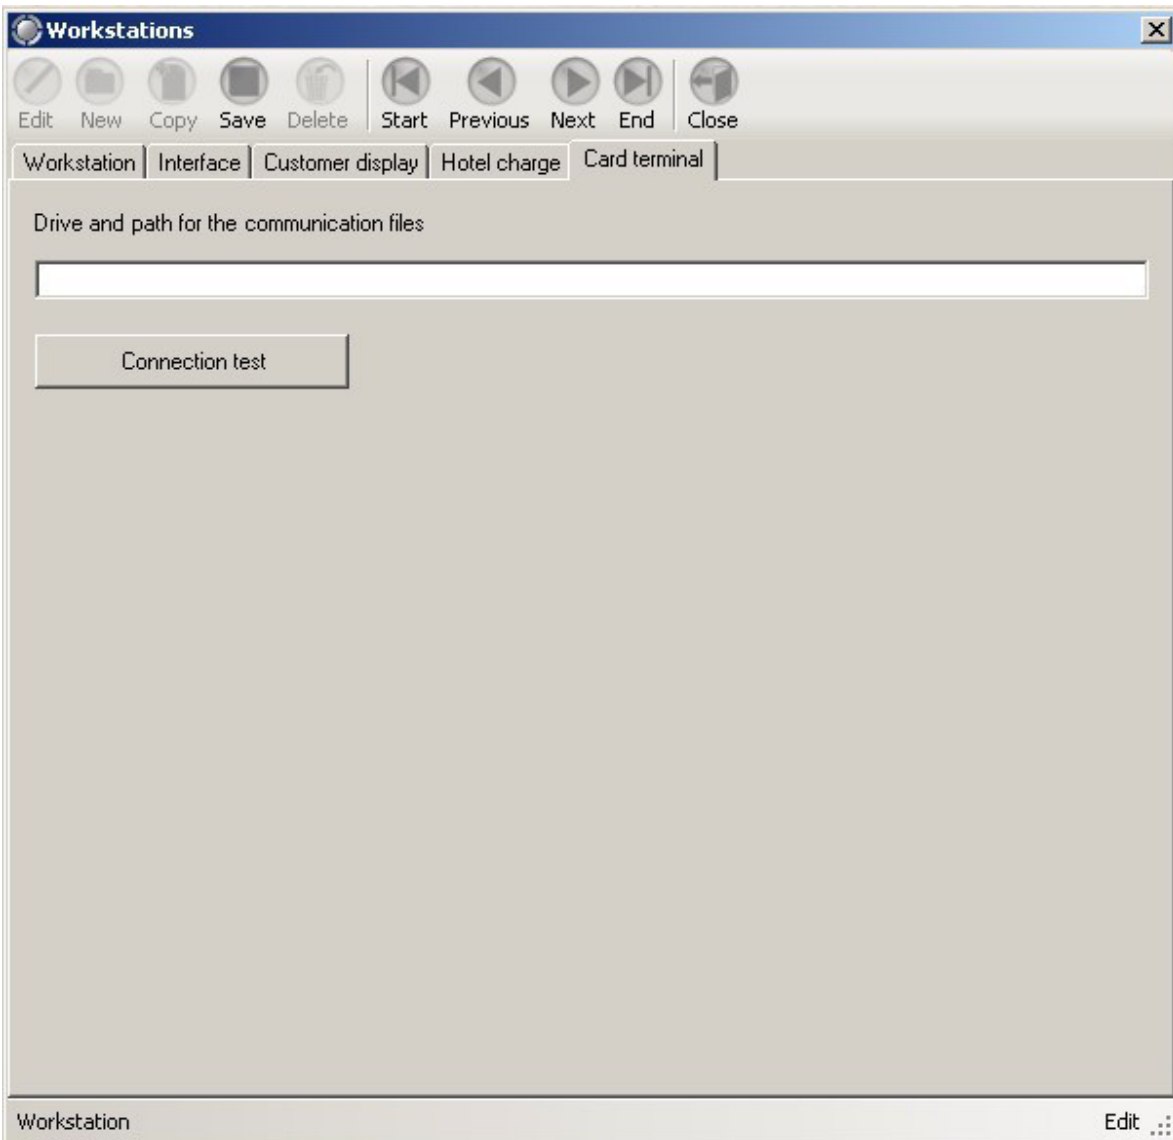 Workstations
Edit New Copy Save Delete Start Previous Next End Close
Workstation Interface Customer display Hotel charge Card terminal
Drive and path for the communication files
Connection test
Workstation Edit